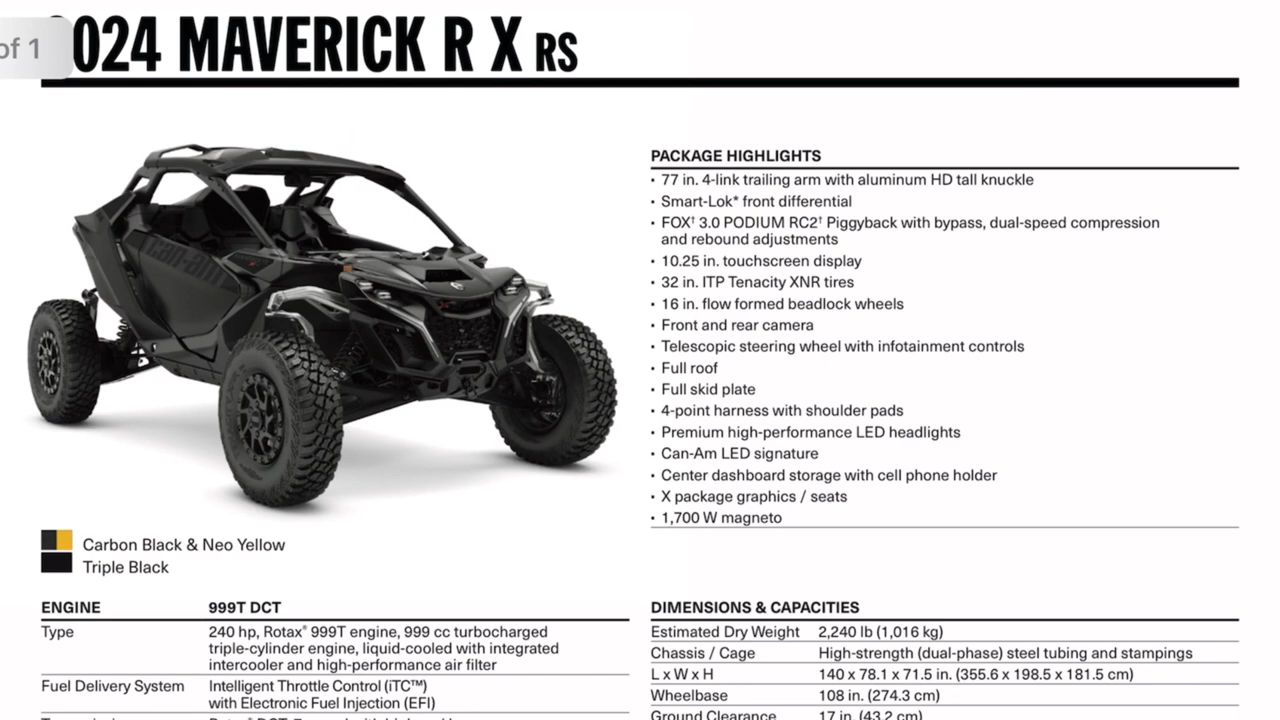 of 1
024 MAVERICK R X RS
can-am
PACKAGE HIGHLIGHTS
• 77 in. 4-link trailing arm with aluminum HD tall knuckle
• Smart-Lok* front differential
• FOX† 3.0 PODIUM RC2† Piggyback with bypass, dual-speed compression
and rebound adjustments
• 10.25 in. touchscreen display
• 32 in. ITP Tenacity XNR tires
• 16 in. flow formed beadlock wheels
• Front and rear camera
• Telescopic steering wheel with infotainment controls
• Full roof
• Full skid plate
• 4-point harness with shoulder pads
• Premium high-performance LED headlights
• Can-Am LED signature
• Center dashboard storage with cell phone holder
• X package graphics / seats
• 1,700 W magneto
Carbon Black & Neo Yellow
Triple Black
ENGINE 999T DCT
Type 240 hp, Rotax® 999T engine, 999 cc turbocharged
triple-cylinder engine, liquid-cooled with integrated
intercooler and high-performance air filter
Fuel Delivery System Intelligent Throttle Control (iTC™)
with Electronic Fuel Injection (EFI)
DIMENSIONS & CAPACITIES
Estimated Dry Weight 2,240 lb (1,016 kg)
Chassis / Cage High-strength (dual-phase) steel tubing and stampings
L x W x H 140 x 78.1 x 71.5 in. (355.6 x 198.5 x 181.5 cm)
Wheelbase 108 in. (274.3 cm)
Ground Clearance 17 in. (43.2 cm)